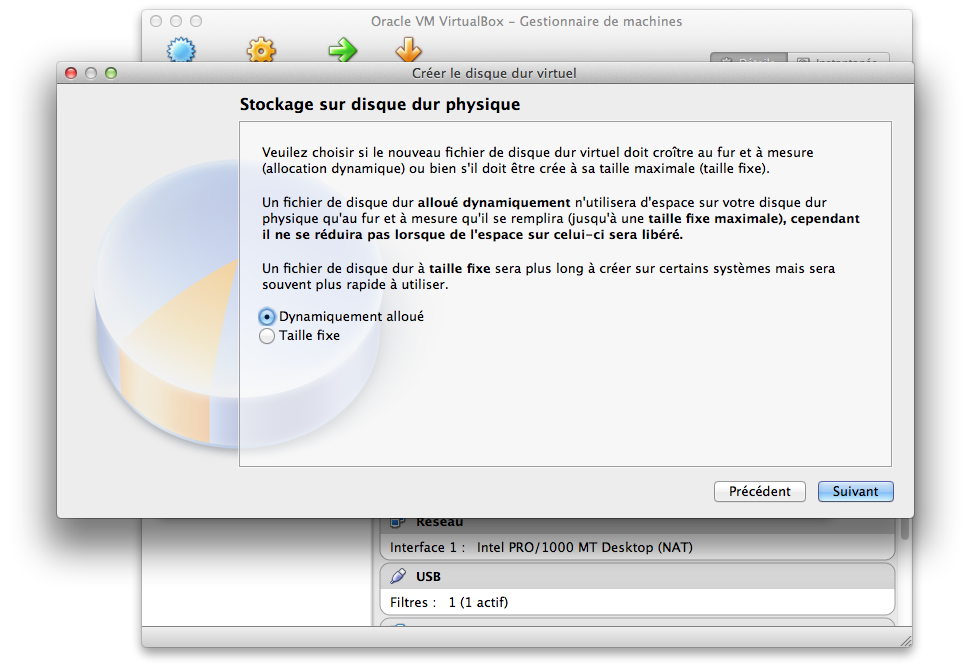 Oracle VM VirtualBox – Gestionnaire de machines
Détails
Instantanés
Créer le disque dur virtuel
Stockage sur disque dur physique
Veuilez choisir si le nouveau fichier de disque dur virtuel doit croître au fur et à mesure
(allocation dynamique) ou bien s'il doit être crée à sa taille maximale (taille fixe).
Un fichier de disque dur alloué dynamiquement n'utilisera d'espace sur votre disque dur
physique qu'au fur et à mesure qu'il se remplira (jusqu'à une taille fixe maximale), cependant
il ne se réduira pas lorsque de l'espace sur celui-ci sera libéré.
Un fichier de disque dur à taille fixe sera plus long à créer sur certains systèmes mais sera
souvent plus rapide à utiliser.
Dynamiquement alloué
Taille fixe
Précédent
Suivant
Réseau
Interface 1 : Intel PRO/1000 MT Desktop (NAT)
USB
Filtres : 1 (1 actif)